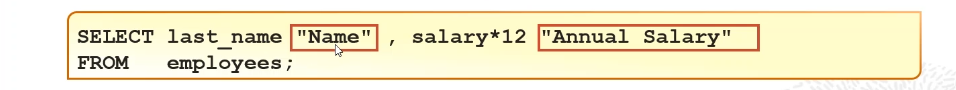 SELECT last_name "Name" , salary*12 "Annual Salary"
FROM   employees;